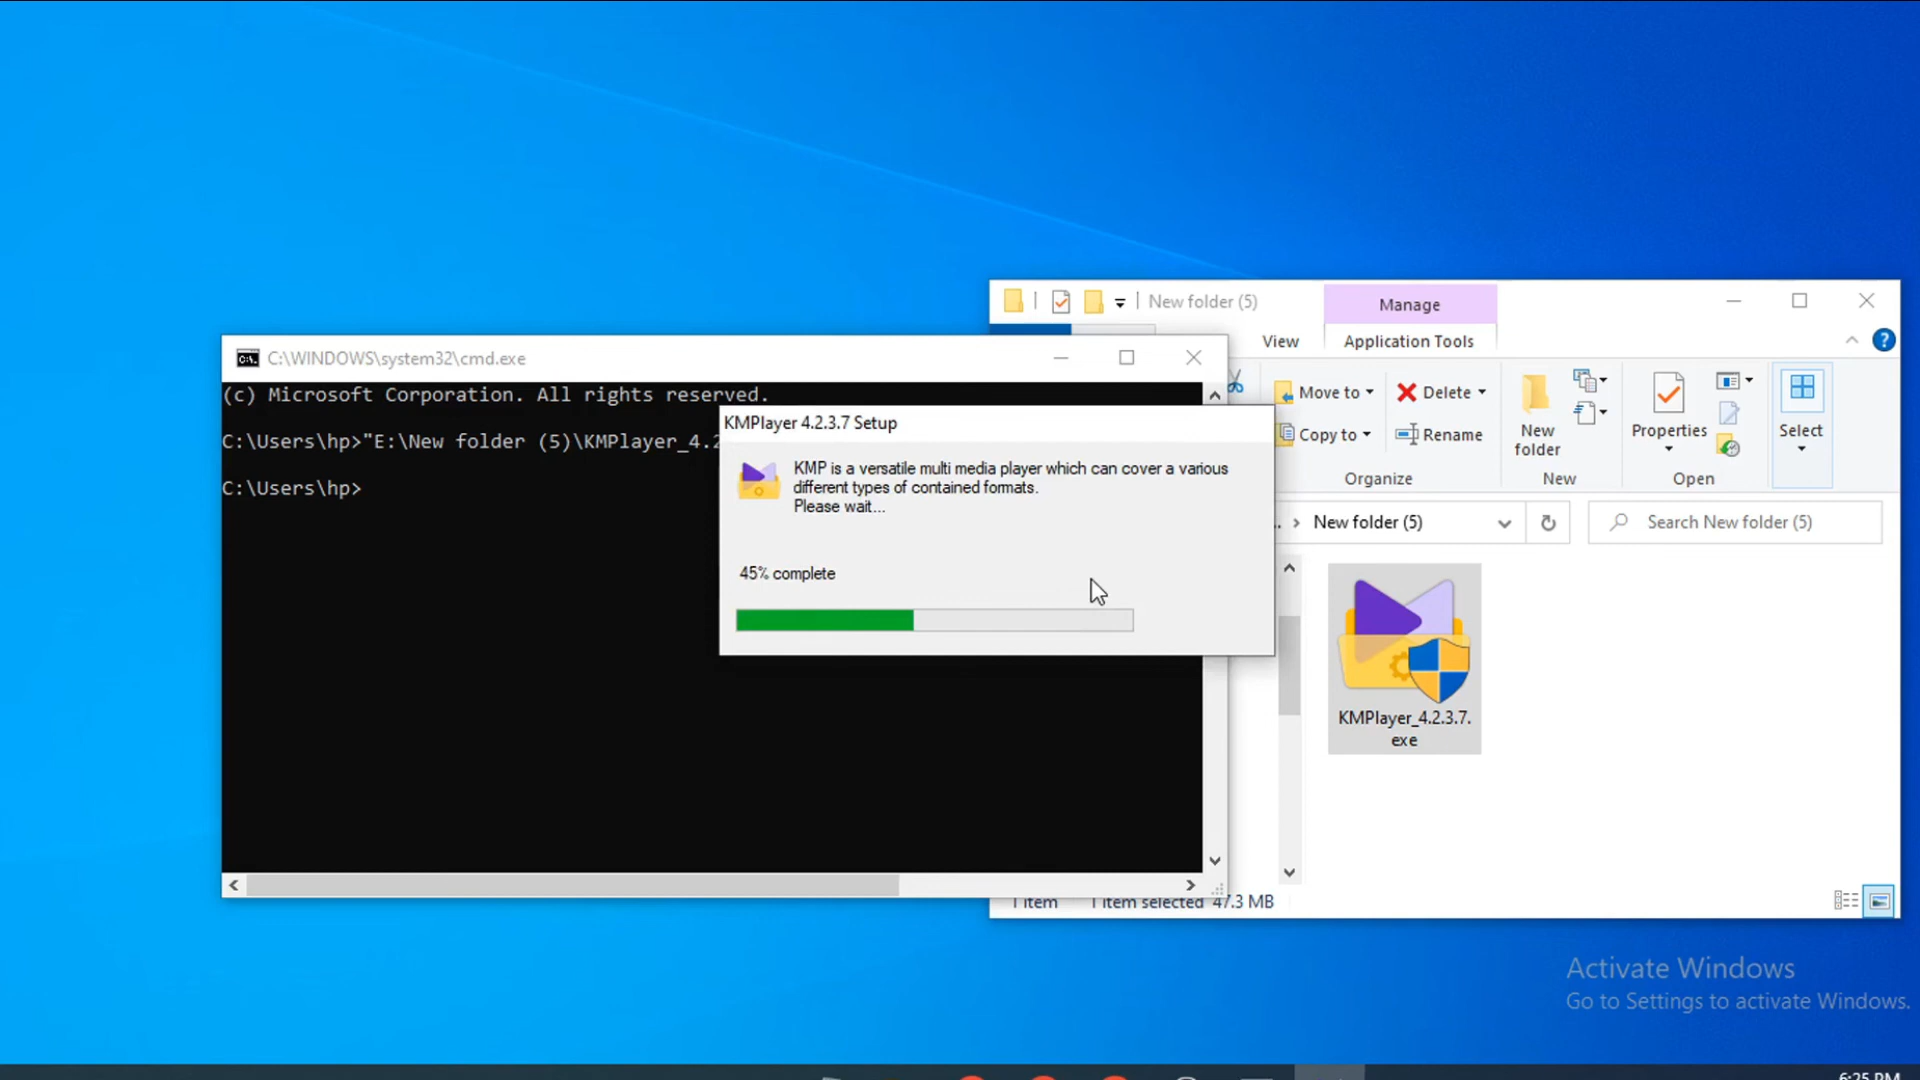 New folder (5)
Manage
View
Application Tools
Move to
Copy to
Delete
Rename
New
folder
Properties
Select
Organize
New
Open
New folder (5)
Search New folder (5)
KMPlayer_4.2.3.7.
exe
1 item
1 item selected 47.3 MB
C:\WINDOWS\system32\cmd.exe
(c) Microsoft Corporation. All rights reserved.
C:\Users\hp>"E:\New folder (5)\KMPlayer_4.2
C:\Users\hp>
KMPlayer 4.2.3.7 Setup
KMP is a versatile multi media player which can cover a various
different types of contained formats.
Please wait...
45% complete
Activate Windows
Go to Settings to activate Windows.
6:25 PM